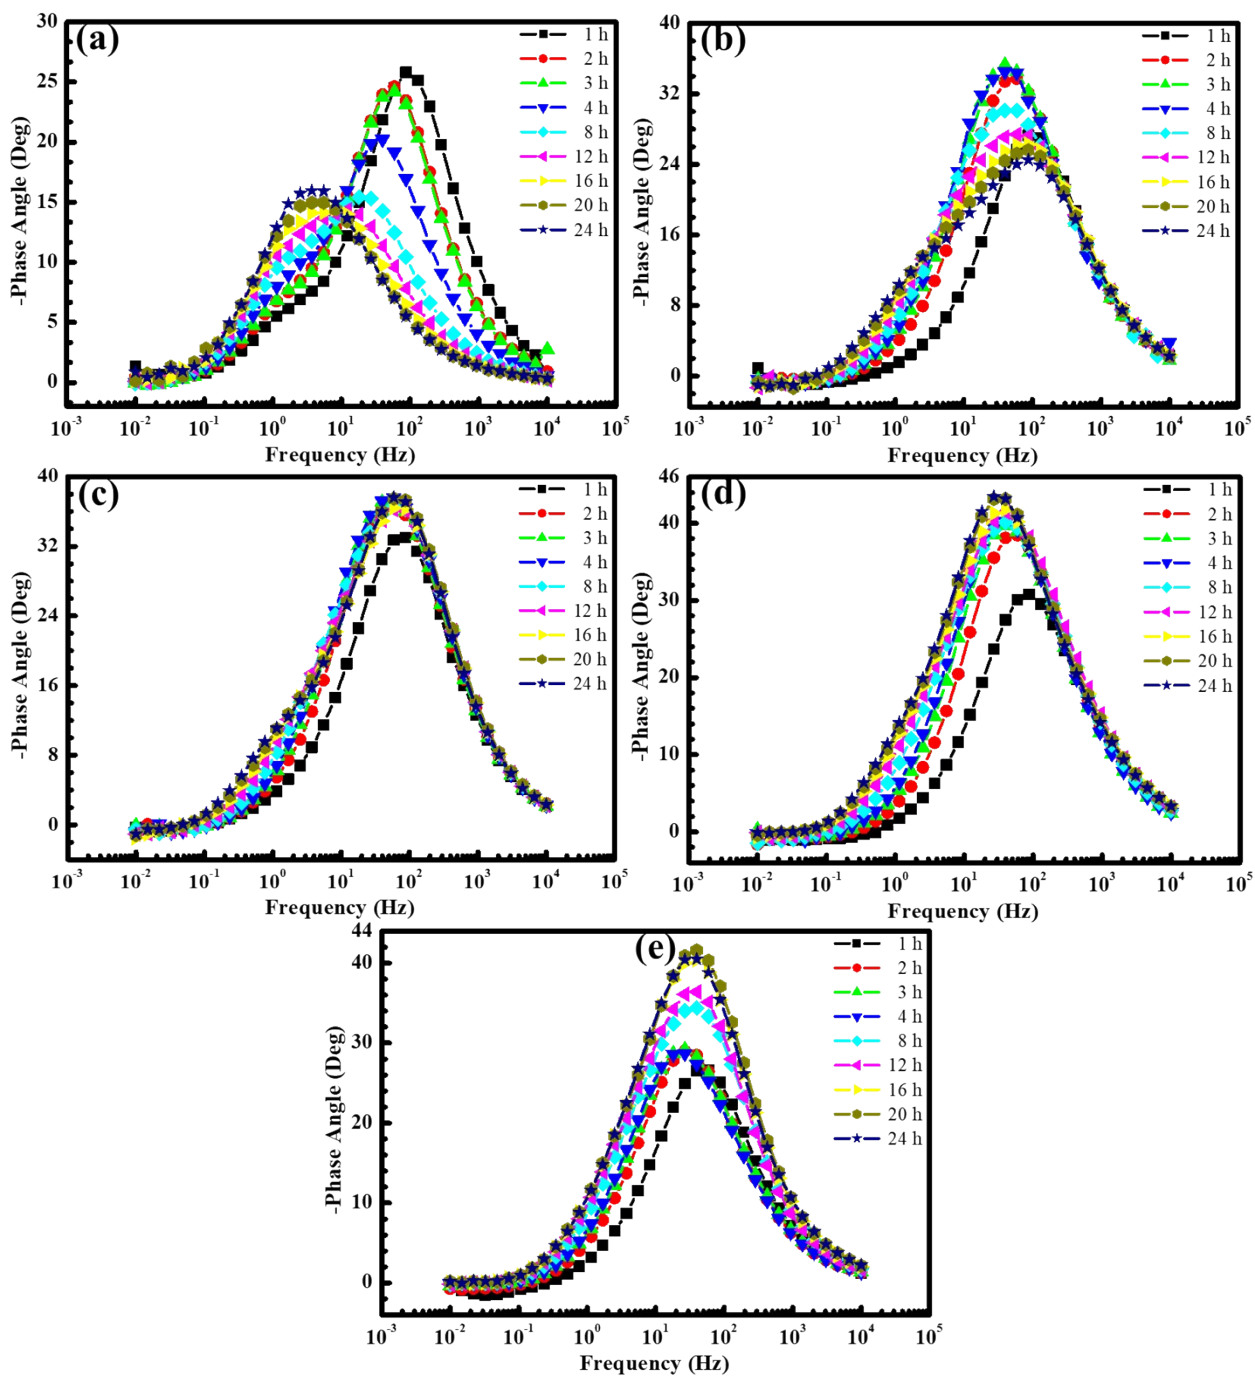 (a)
-Phase Angle (Deg)
30
25
20
15
10
5
0
10⁻³ 10⁻² 10⁻¹ 10⁰ 10¹ 10² 10³ 10⁴ 10⁵
Frequency (Hz)
1 h
2 h
3 h
4 h
8 h
12 h
16 h
20 h
24 h
(b)
-Phase Angle (Deg)
40
32
24
16
8
0
10⁻³ 10⁻² 10⁻¹ 10⁰ 10¹ 10² 10³ 10⁴ 10⁵
Frequency (Hz)
1 h
2 h
3 h
4 h
8 h
12 h
16 h
20 h
24 h
(c)
-Phase Angle (Deg)
40
32
24
16
8
0
10⁻³ 10⁻² 10⁻¹ 10⁰ 10¹ 10² 10³ 10⁴ 10⁵
Frequency (Hz)
1 h
2 h
3 h
4 h
8 h
12 h
16 h
20 h
24 h
(d)
-Phase Angle (Deg)
46
40
30
20
10
0
10⁻³ 10⁻² 10⁻¹ 10⁰ 10¹ 10² 10³ 10⁴ 10⁵
Frequency (Hz)
1 h
2 h
3 h
4 h
8 h
12 h
16 h
20 h
24 h
(e)
-Phase Angle (Deg)
44
40
30
20
10
0
10⁻³ 10⁻² 10⁻¹ 10⁰ 10¹ 10² 10³ 10⁴ 10⁵
Frequency (Hz)
1 h
2 h
3 h
4 h
8 h
12 h
16 h
20 h
24 h